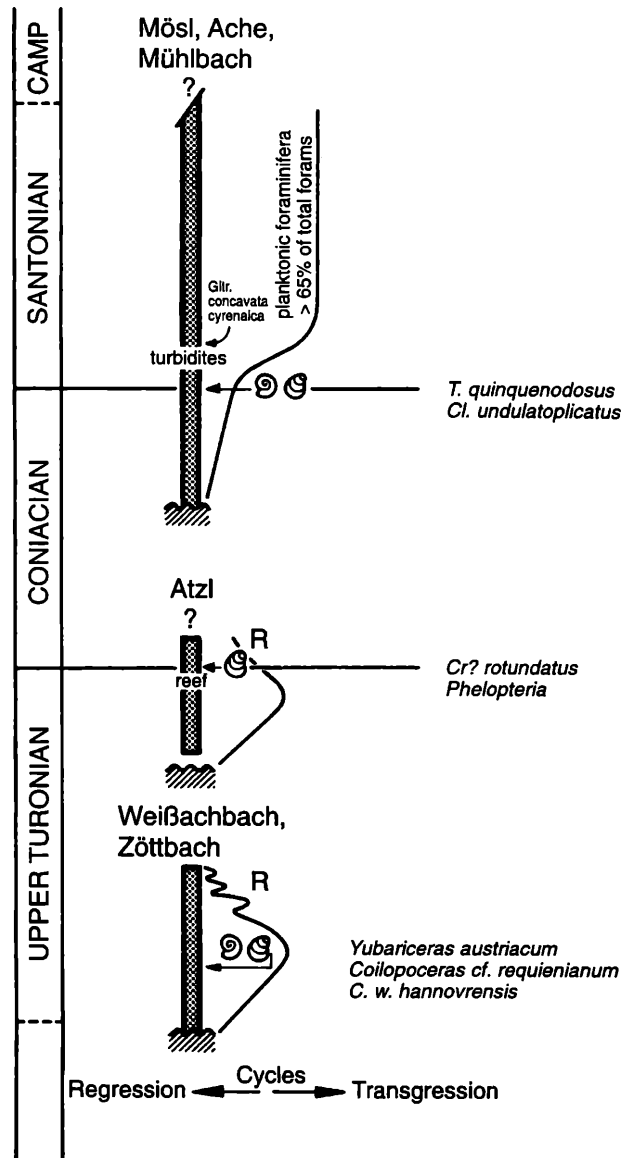 CAMP
SANTONIAN
CONIACIAN
UPPER TURONIAN
Mösl, Ache,
Mühlbach
?
planktonic foraminifera
> 65% of total forams
Gltr.
concavata
cyrenaica
turbidites
T. quinquenodosus
Cl. undulatoplicatus
Atzl
?
R
reef
Cr? rotundatus
Phelopteria
Weißachbach,
Zöttbach
R
Yubariceras austriacum
Coilopoceras cf. requienianum
C. w. hannovrensis
Regression
Cycles
Transgression